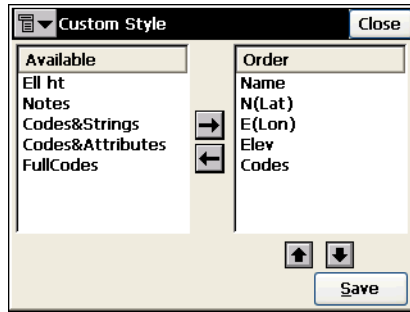 Custom Style
Close
Available
Ell ht
Notes
Codes&Strings
Codes&Attributes
FullCodes
Order
Name
N(Lat)
E(Lon)
Elev
Codes
Save